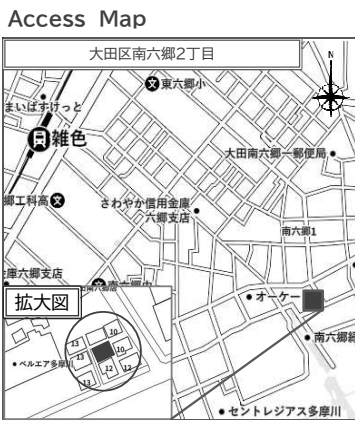 Access Map
大田区南六郷2丁目
N
東六郷小
まいばすけっと
雑色
大田南六郷一郵便局
郷工科高
さわやか信用金庫
六郷支店
南六郷1
庫六郷支店
拡大図
オーケー
10
13
13
10
ベルエア多摩川
13
12
12
南六郷緑
セントレジアス多摩川